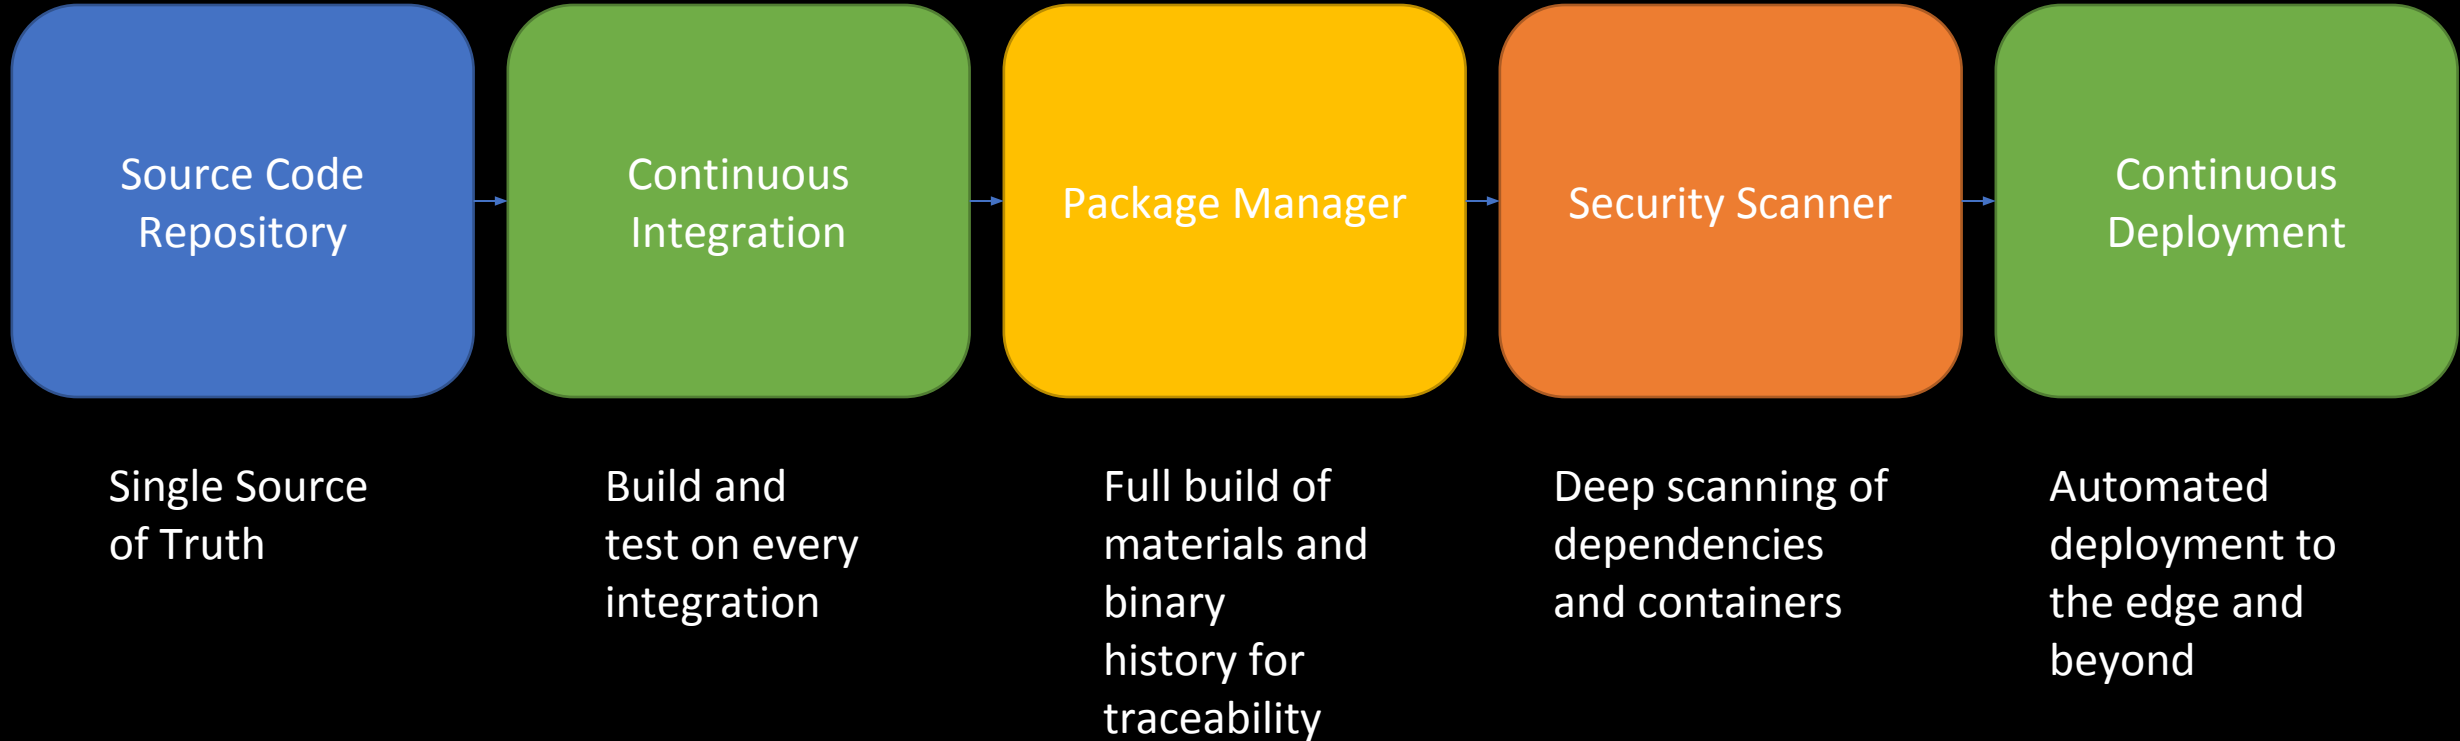 Source Code
Repository
Continuous
Integration
Package Manager
Security Scanner
Continuous
Deployment
Single Source
of Truth
Build and
test on every
integration
Full build of
materials and
binary
history for
traceability
Deep scanning of
dependencies
and containers
Automated
deployment to
the edge and
beyond